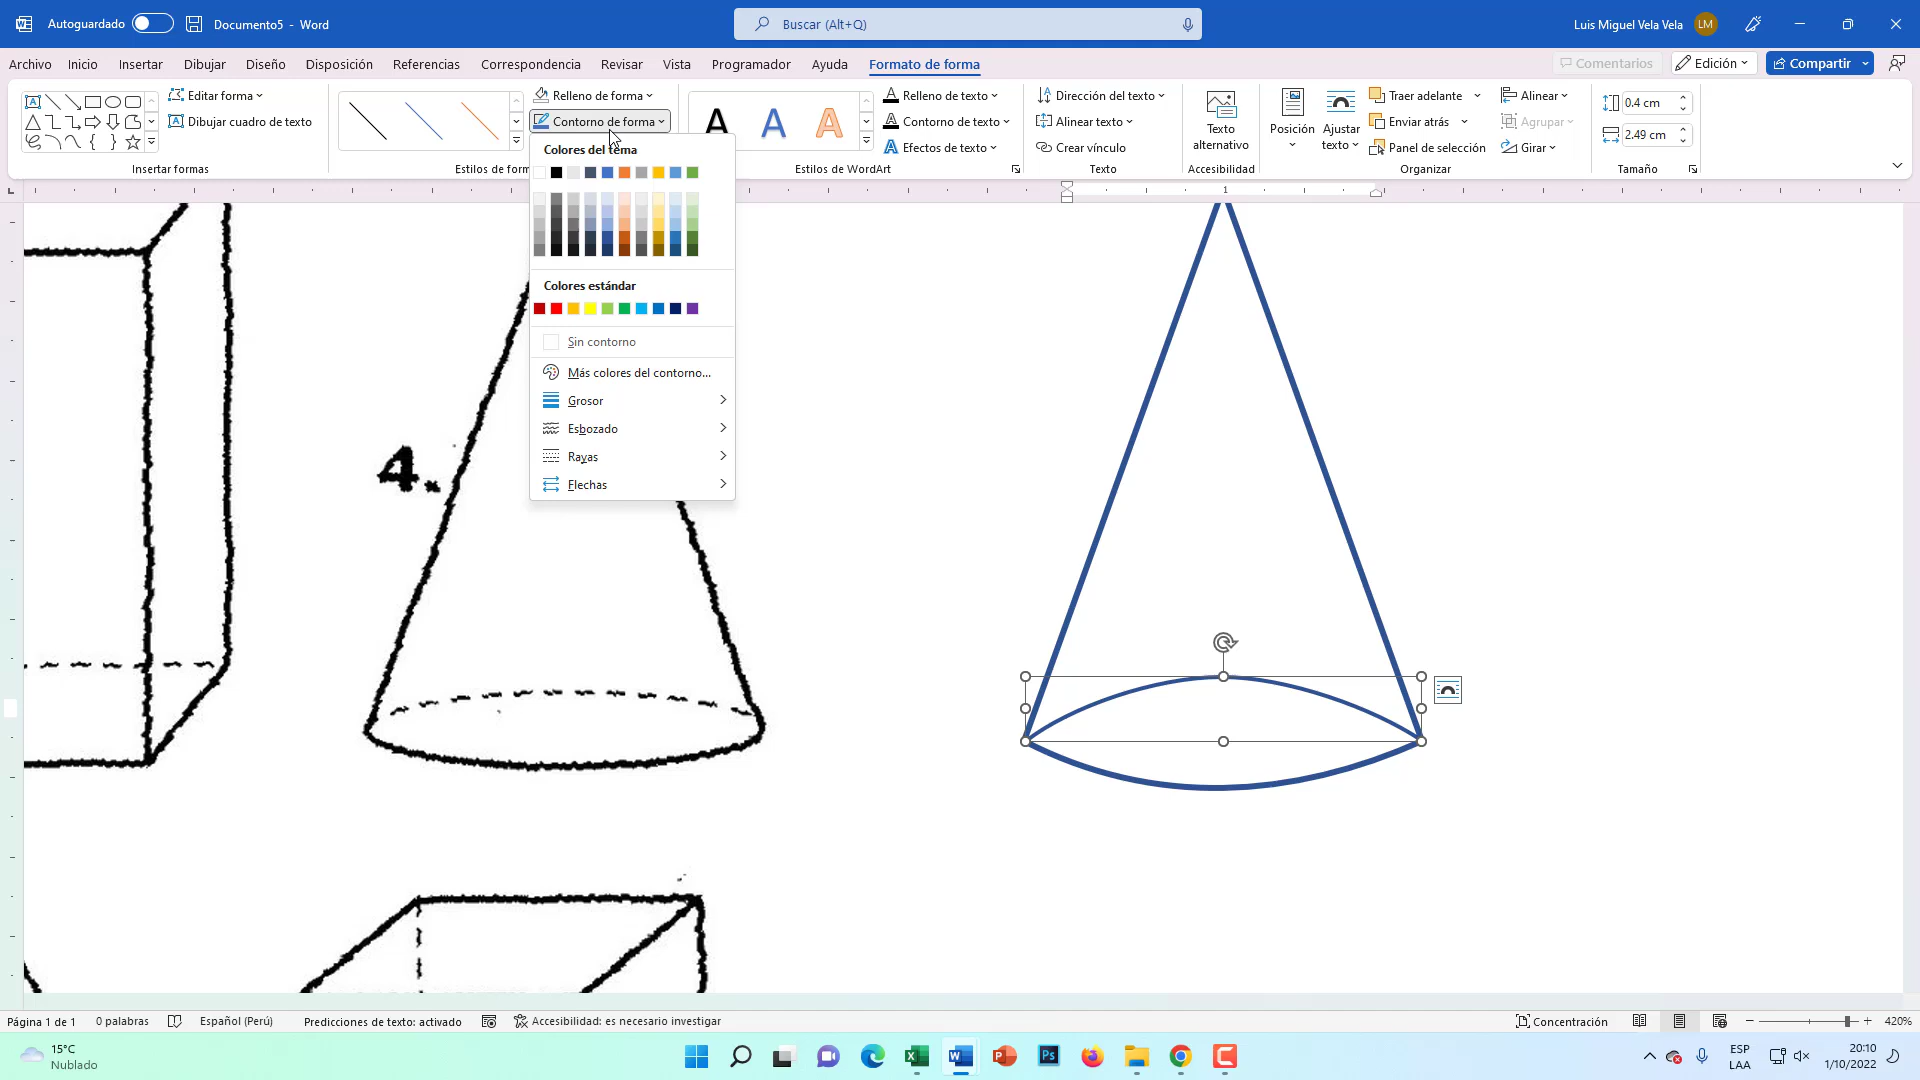 Autoguardado Documento5 - Word Buscar (Alt+Q) Luis Miguel Vela Vela LM
Archivo Inicio Insertar Dibujar Diseño Disposición Referencias Correspondencia Revisar Vista Programador Ayuda Formato de forma Comentarios Edición Compartir
Editar forma
Dibujar cuadro de texto
Insertar formas
Relleno de forma
Contorno de forma
Estilos de form
A A A
Relleno de texto
Contorno de texto
Efectos de texto
Estilos de WordArt
Dirección del texto
Alinear texto
Crear vínculo
Texto
Texto
alternativo
Accesibilidad
Posición
Ajustar
texto
Traer adelante
Enviar atrás
Panel de selección
Alinear
Agrupar
Girar
Organizar
0.4 cm
2.49 cm
Tamaño
1
Colores del tema
Colores estándar
Sin contorno
Más colores del contorno...
Grosor
Esbozado
Rayas
Flechas
4.
Página 1 de 1 0 palabras Español (Perú) Predicciones de texto: activado Accesibilidad: es necesario investigar Concentración 420%
15°C
Nublado
Ps
ESP
LAA
20:10
1/10/2022